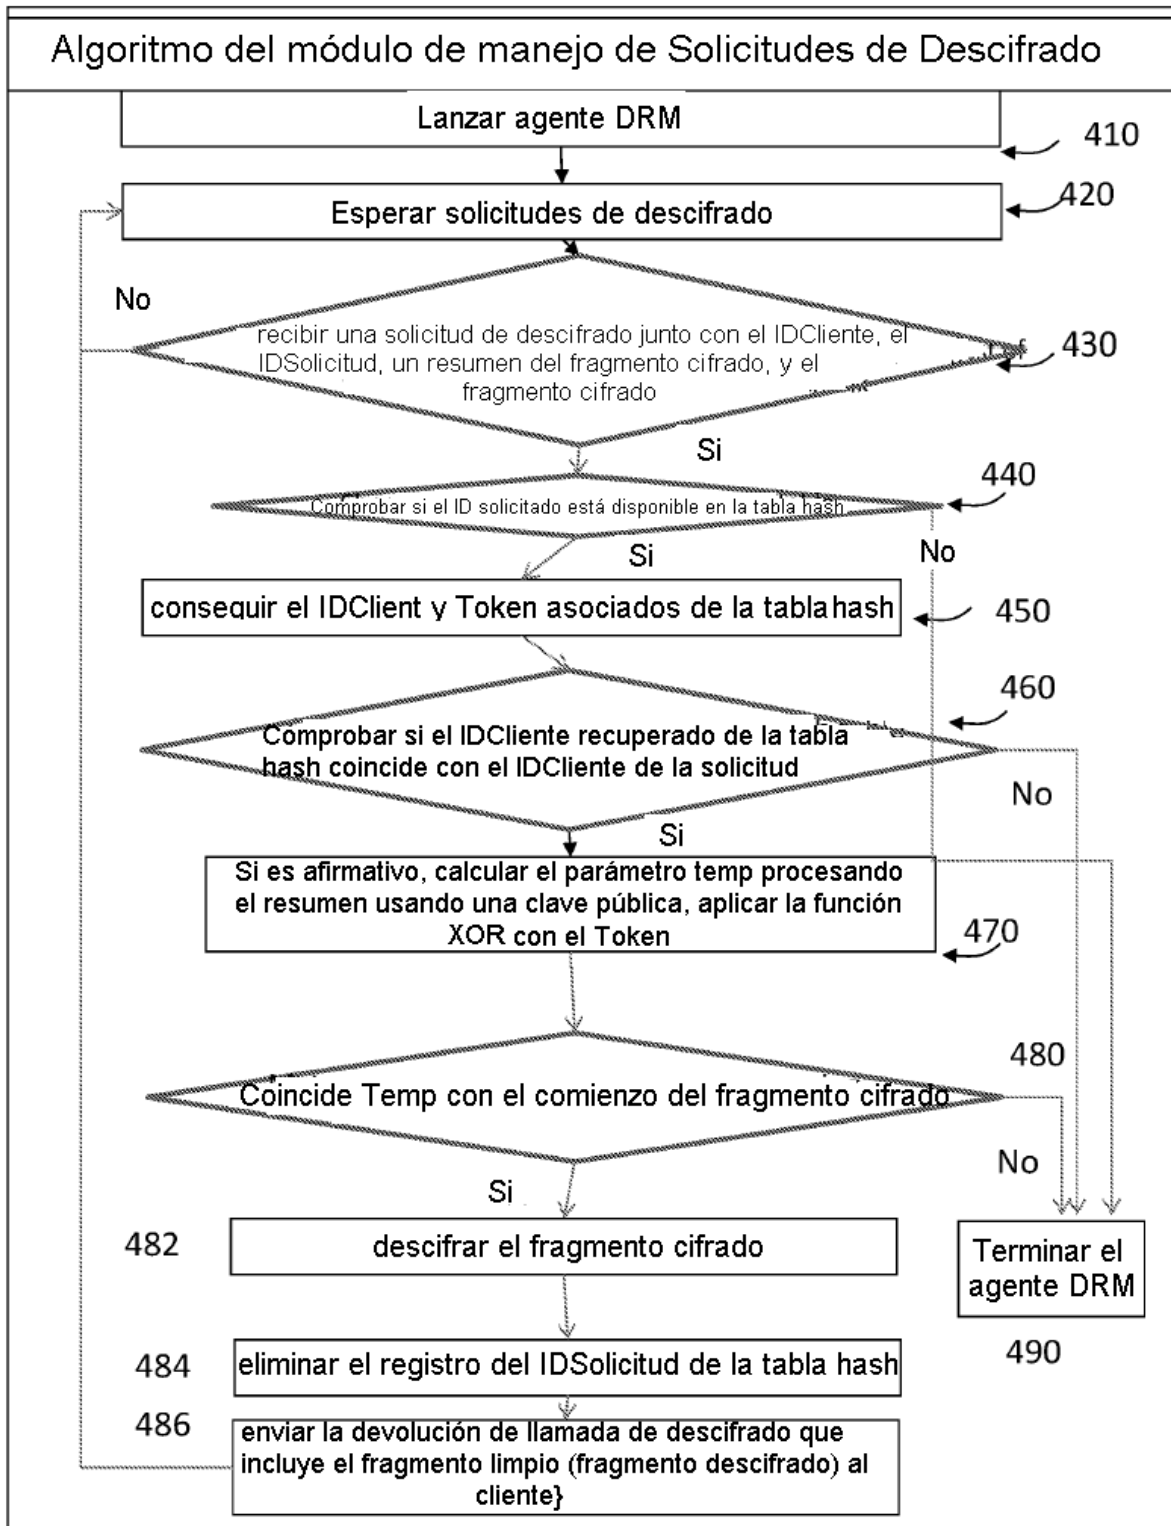 Algoritmo del módulo de manejo de Solicitudes de Descifrado
Lanzar agente DRM
410
Esperar solicitudes de descifrado
420
No
recibir una solicitud de descifrado junto con el IDCliente, el
IDSolicitud, un resumen del fragmento cifrado, y el
fragmento cifrado
430
Si
Comprobar si el ID solicitado está disponible en la tabla hash
440
Si
No
consequir el IDClient y Token asociados de la tabla hash
450
460
Comprobar si el IDCliente recuperado de la tabla
hash coincide con el IDCliente de la solicitud
No
Si
Si es afirmativo, calcular el parámetro temp procesando
el resumen usando una clave pública, aplicar la función
XOR con el Token
470
480
Coincide Temp con el comienzo del fragmento cifrado
No
Si
482
descifrar el fragmento cifrado
Terminar el
agente DRM
490
484
eliminar el registro del IDSolicitud de la tabla hash
486
enviar la devolución de llamada de descifrado que
incluye el fragmento limpio (fragmento descifrado) al
cliente}